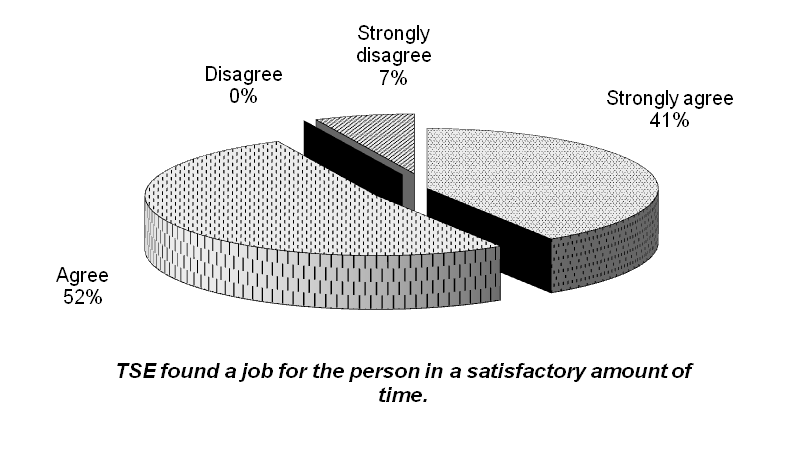 Strongly
disagree
7%
Disagree
0%
Strongly agree
41%
Agree
52%
TSE found a job for the person in a satisfactory amount of
time.